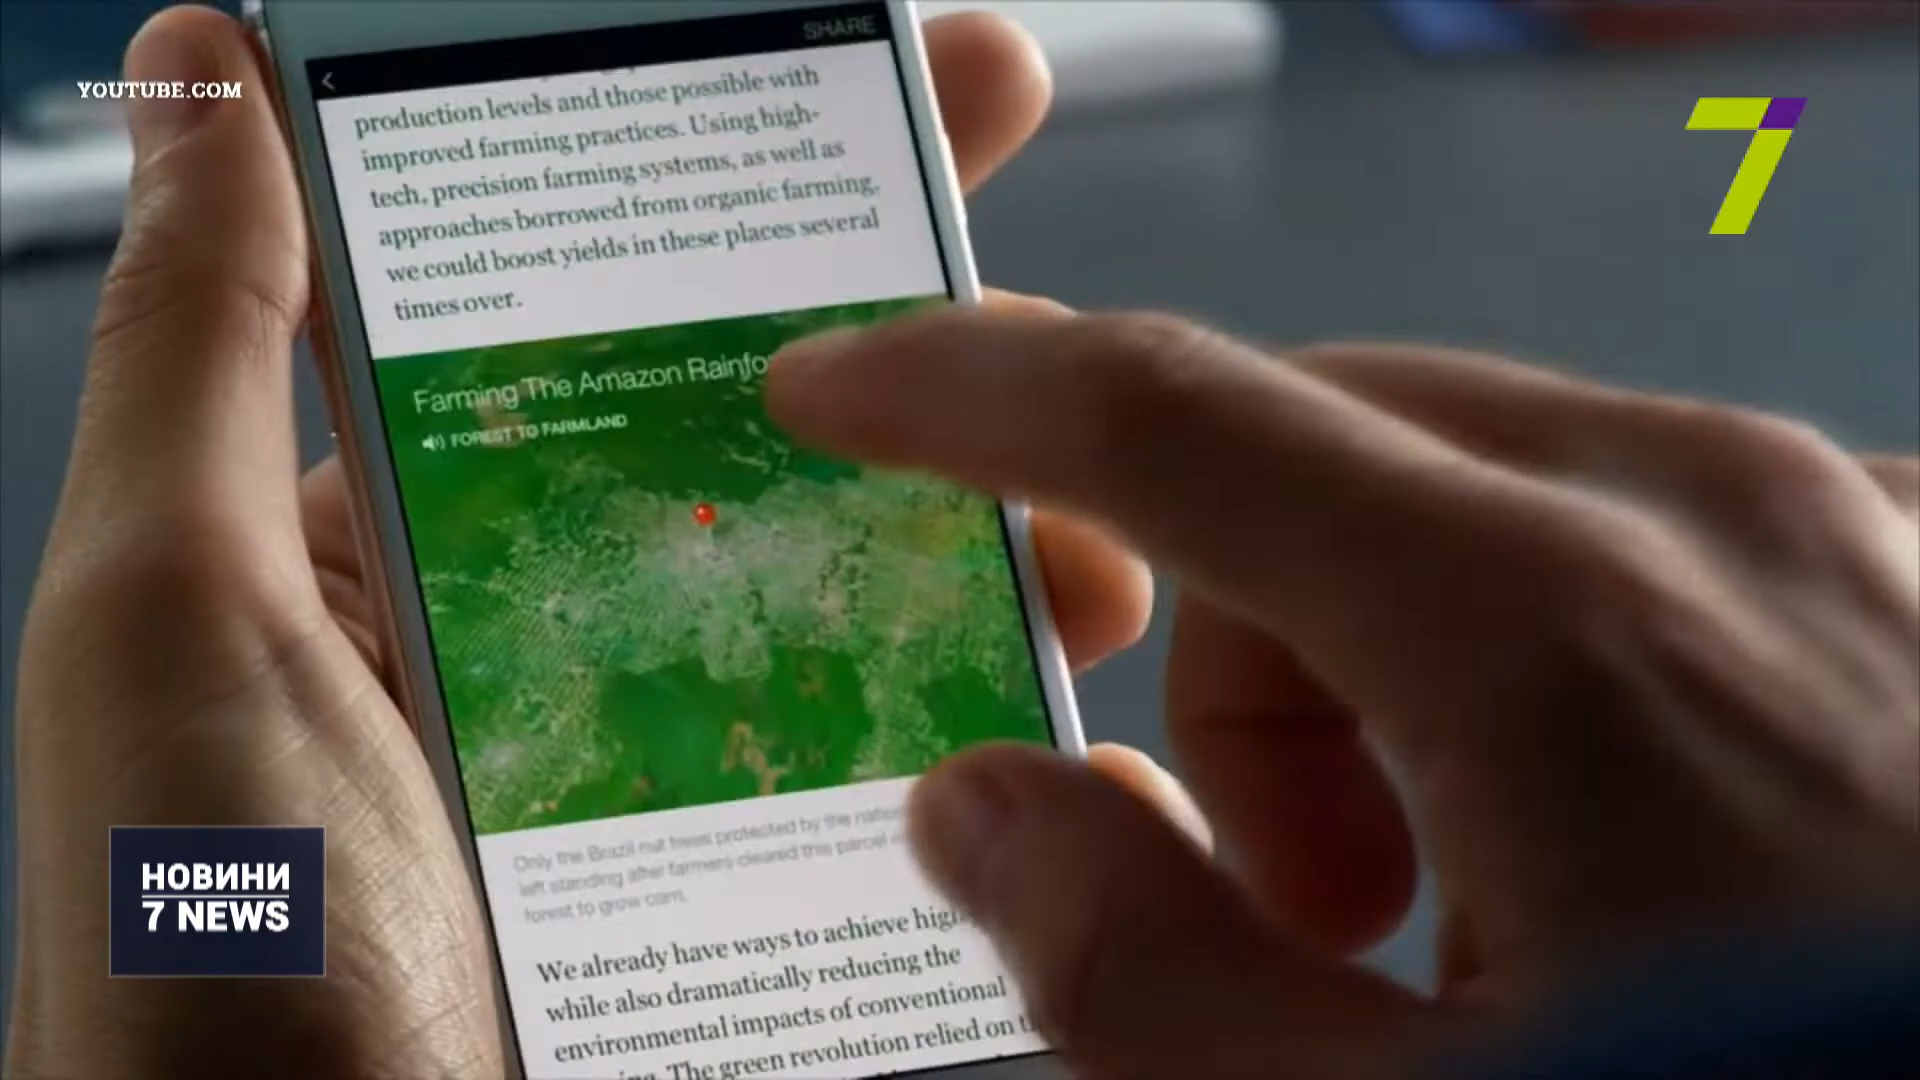 SHARE
YOUTUBE.COM
production levels and those possible with
improved farming practices. Using high-
tech, precision farming systems, as well as
approaches borrowed from organic farming,
we could boost yields in these places several
times over.
7
Farming The Amazon
FOREST TO FARMLAND
Only the Brazil nut trees protected by the
left standing after farmers cleared this parcel
forest to grow corn.
НОВИНИ
7 NEWS
We already have ways to achieve
while also dramatically reducing the
environmental impacts of conventional
The green revolution relied on